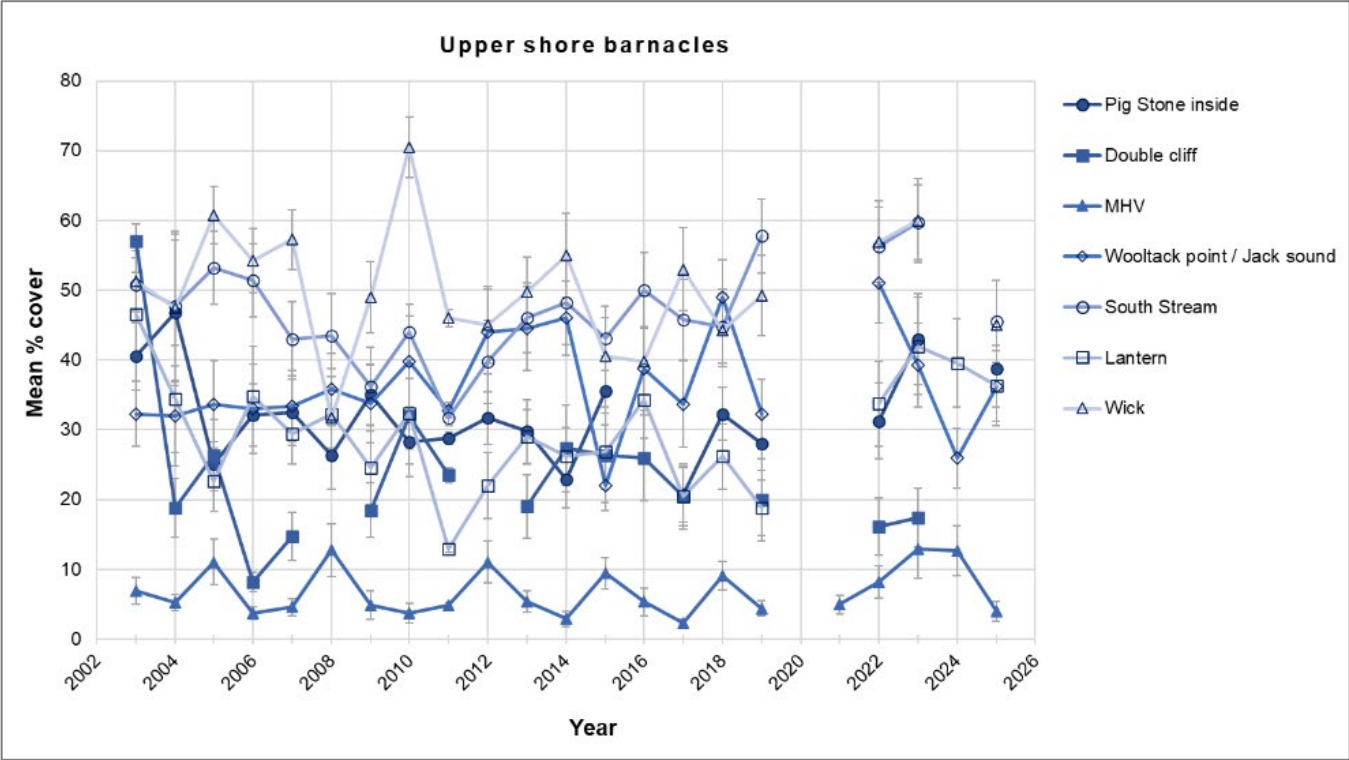 Upper shore barnacles
Mean % cover
80
70
60
50
40
30
20
10
0
2002
2004
2006
2008
2010
2012
2014
2016
2018
2020
2022
2024
2026
Year
Pig Stone inside
Double cliff
MHV
Wooltack point / Jack sound
South Stream
Lantern
Wick